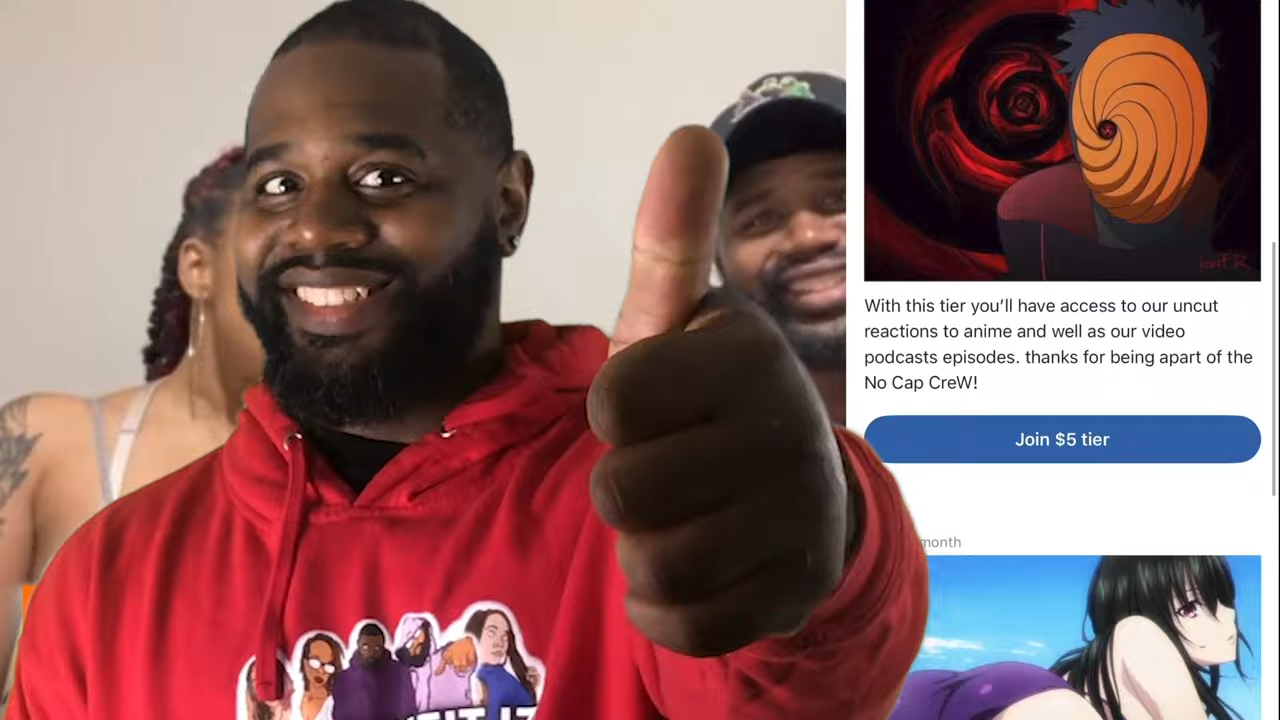 With this tier you’ll have access to our uncut
reactions to anime and well as our video
podcasts episodes. thanks for being apart of the
No Cap CreW!
Join $5 tier
month